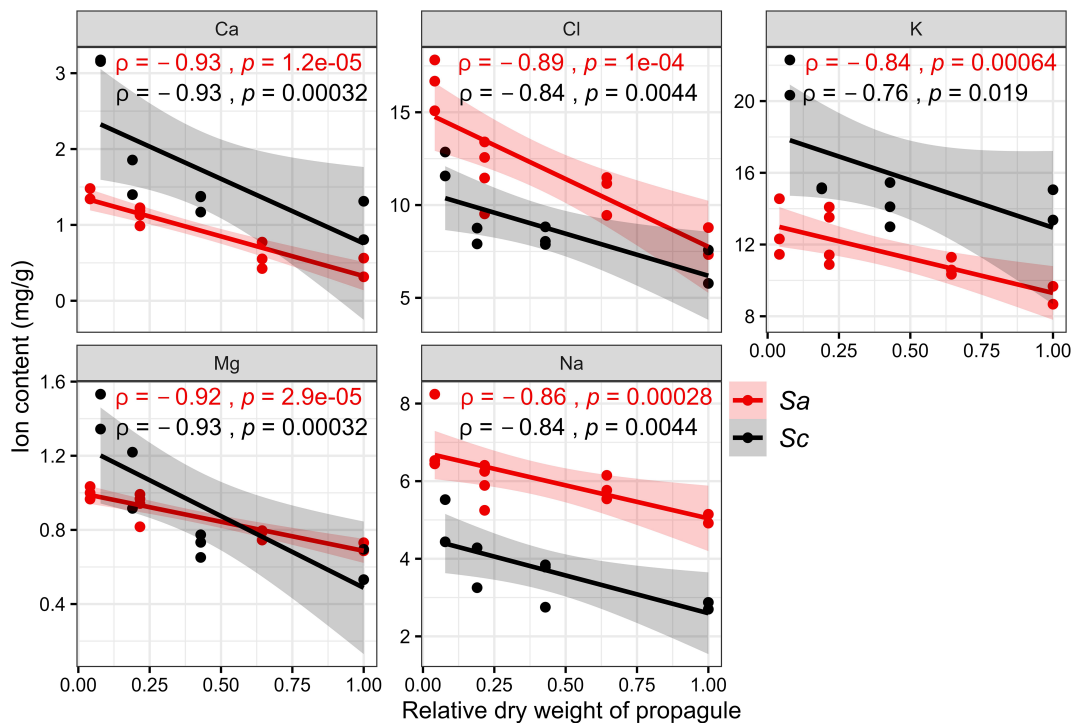 Ca
Cl
K
ρ = −0.93 , p = 1.2e-05
ρ = −0.93 , p = 0.00032
ρ = −0.89 , p = 1e-04
ρ = −0.84 , p = 0.0044
ρ = −0.84 , p = 0.00064
ρ = −0.76 , p = 0.019
3
2
1
0
15
10
5
20
16
12
8
0.00 0.25 0.50 0.75 1.00
Ion content (mg/g)
Mg
Na
ρ = −0.92 , p = 2.9e-05
ρ = −0.93 , p = 0.00032
ρ = −0.86 , p = 0.00028
ρ = −0.84 , p = 0.0044
1.6
1.2
0.8
0.4
8
6
4
2
0.00 0.25 0.50 0.75 1.00
0.00 0.25 0.50 0.75 1.00
Sa
Sc
Relative dry weight of propagule